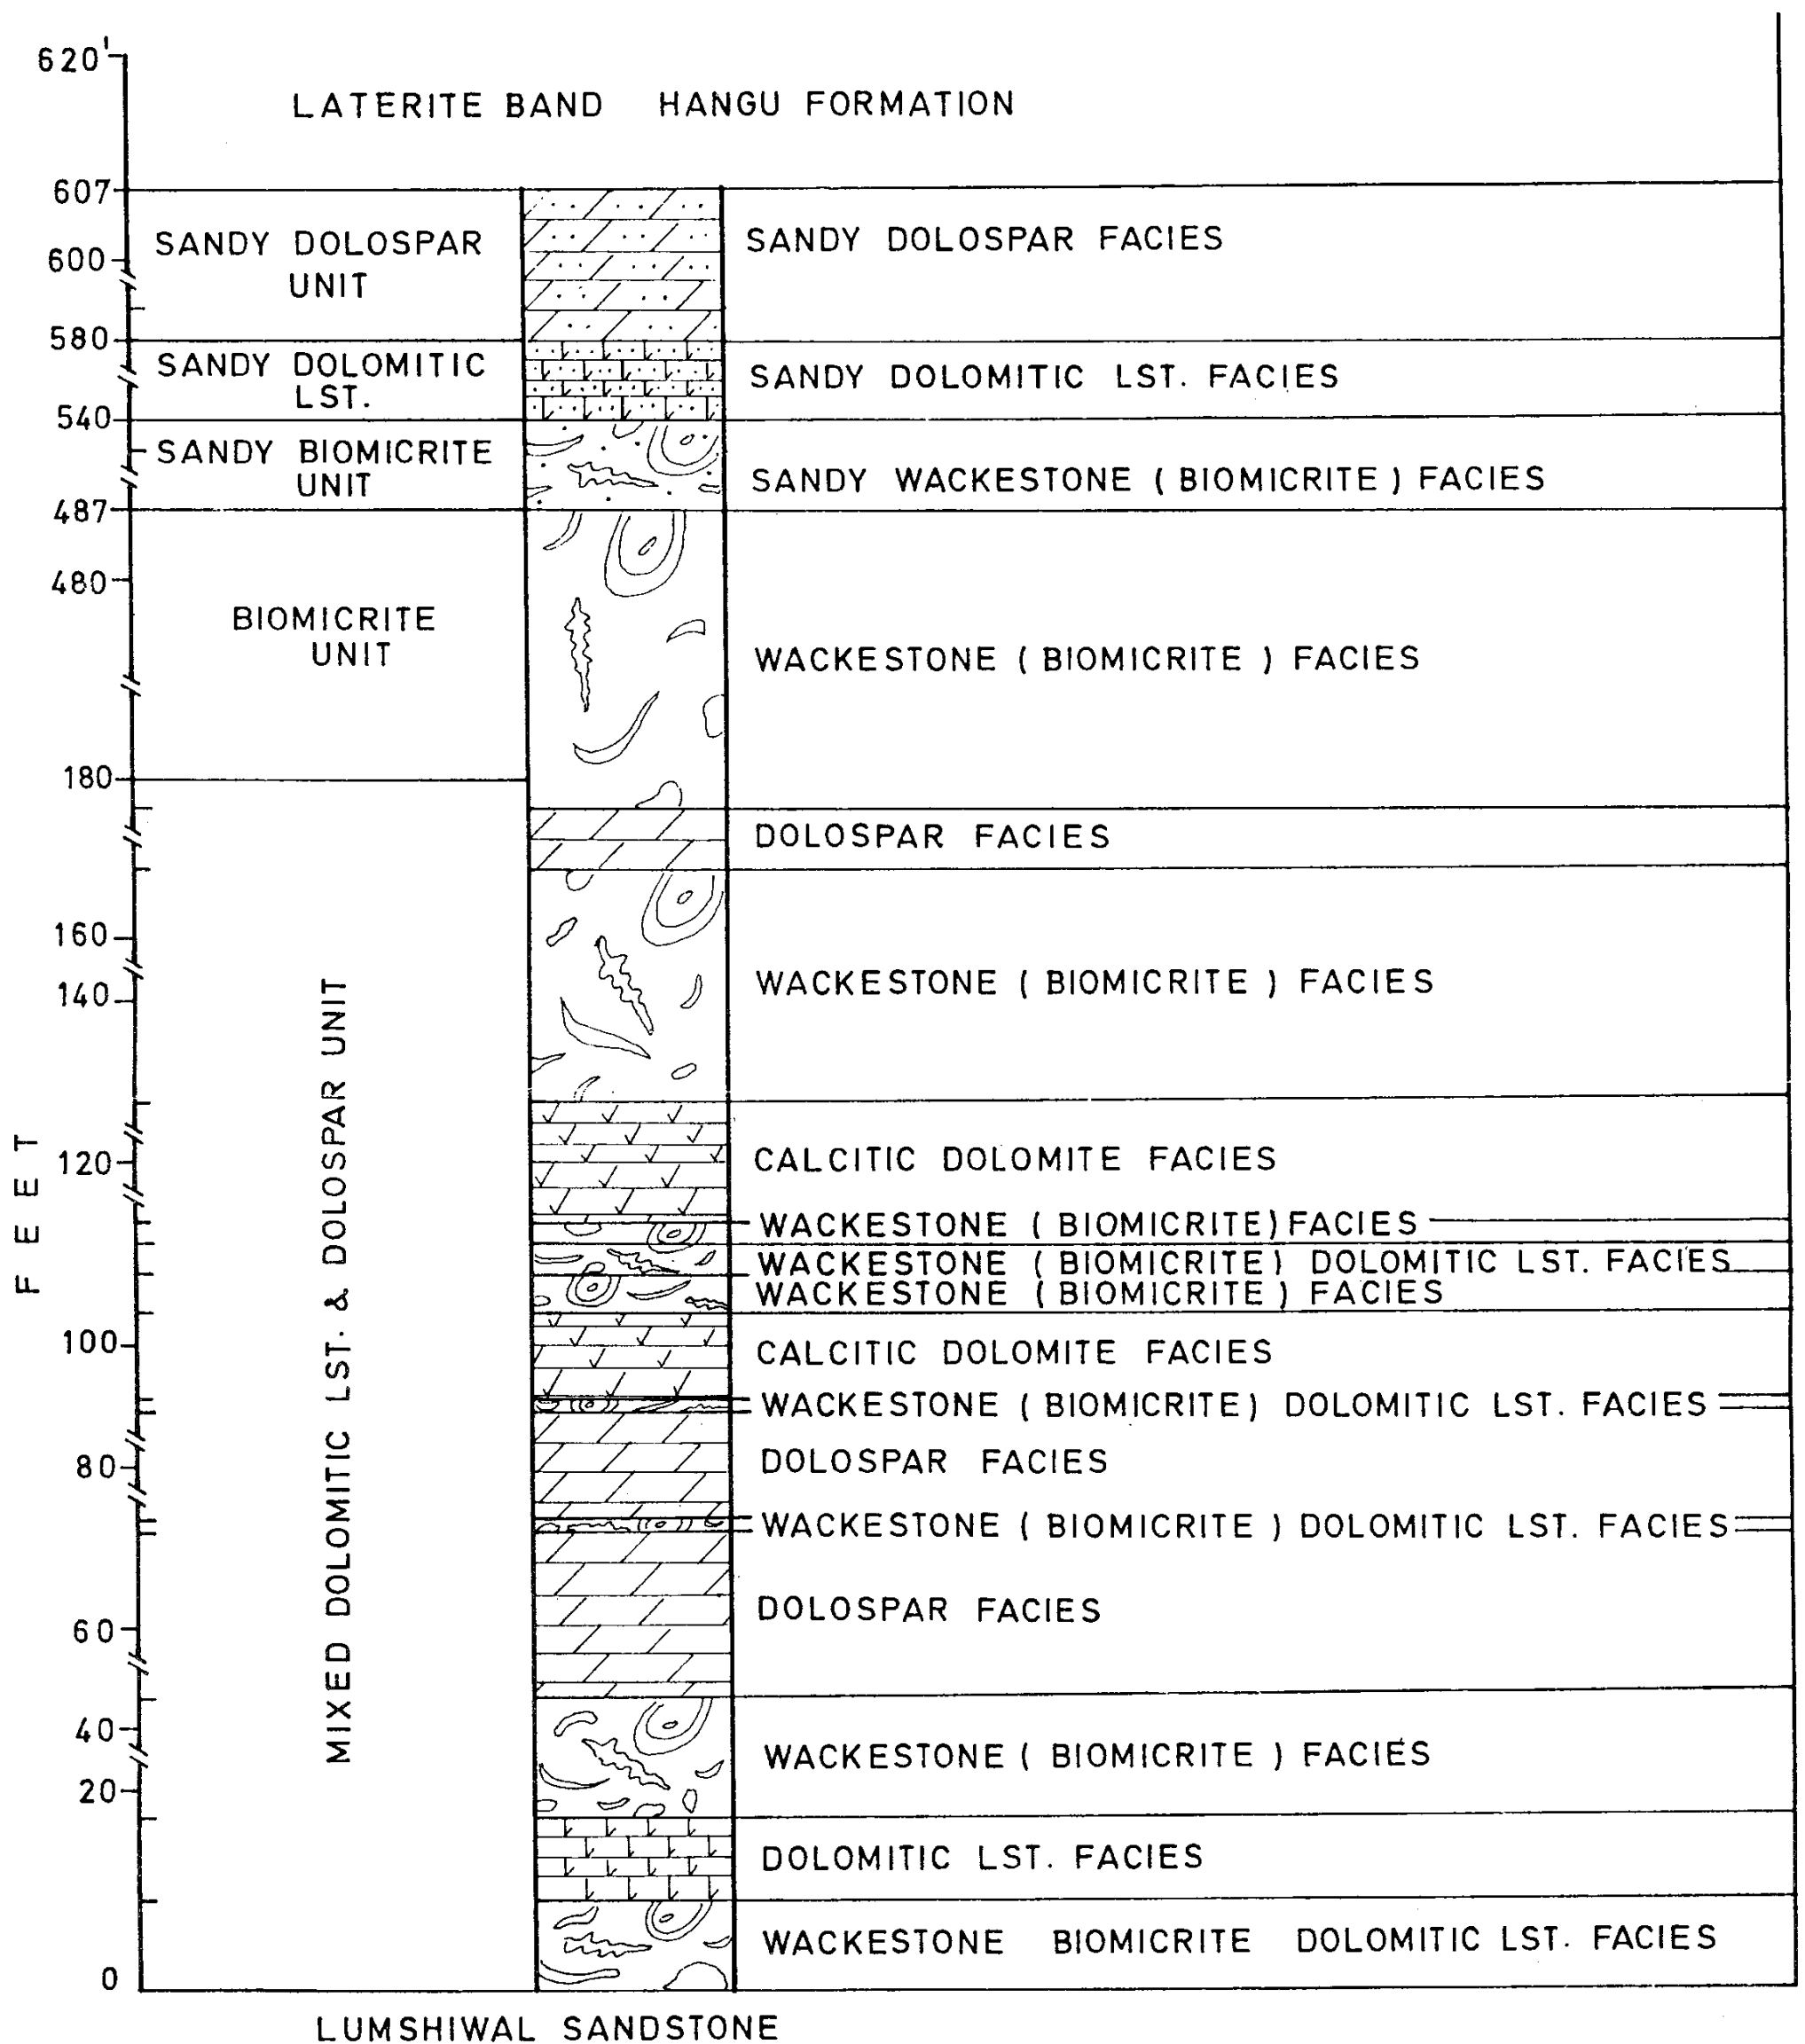 620'
LATERITE BAND HANGU FORMATION
607
SANDY DOLOSPAR
UNIT
SANDY DOLOSPAR FACIES
600
580
SANDY DOLOMITIC
LST.
SANDY DOLOMITIC LST. FACIES
540
SANDY BIOMICRITE
UNIT
SANDY WACKESTONE ( BIOMICRITE ) FACIES
487
480
BIOMICRITE
UNIT
WACKESTONE ( BIOMICRITE ) FACIES
180
DOLOSPAR FACIES
160
WACKESTONE ( BIOMICRITE ) FACIES
140
MIXED DOLOMITIC LST. & DOLOSPAR UNIT
FEET
120
CALCITIC DOLOMITE FACIES
WACKESTONE ( BIOMICRITE) FACIES
WACKESTONE ( BIOMICRITE) DOLOMITIC LST. FACIES
WACKESTONE ( BIOMICRITE ) FACIES
100
CALCITIC DOLOMITE FACIES
WACKESTONE ( BIOMICRITE) DOLOMITIC LST. FACIES
80
DOLOSPAR FACIES
WACKESTONE ( BIOMICRITE ) DOLOMITIC LST. FACIES
60
DOLOSPAR FACIES
40
WACKESTONE ( BIOMICRITE ) FACIES
20
DOLOMITIC LST. FACIES
WACKESTONE BIOMICRITE DOLOMITIC LST. FACIES
0
LUMSHIWAL SANDSTONE